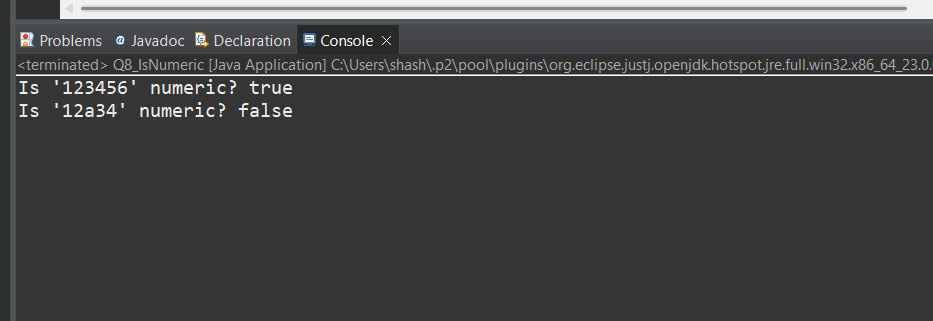 Problems @ Javadoc Declaration Console ×
<terminated> Q8_IsNumeric [Java Application] C:\Users\shash\.p2\pool\plugins\org.eclipse.justj.openjdk.hotspot.jre.full.win32.x86_64_23.0.
Is '123456' numeric? true
Is '12a34' numeric? false